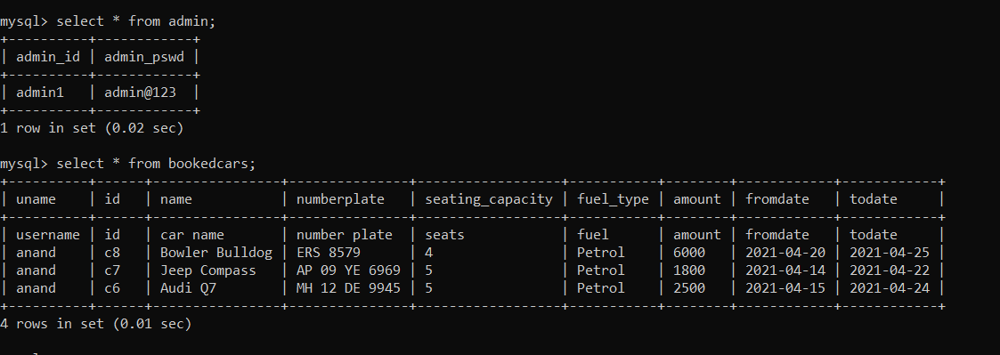 mysql> select * from admin;
+----------+------------+
| admin_id | admin_pswd |
+----------+------------+
| admin1   | admin@123  |
+----------+------------+
1 row in set (0.02 sec)
mysql> select * from bookedcars;
+----------+------+----------------+---------------+------------------+-----------+--------+------------+------------+
| uname    | id   | name           | numberplate   | seating_capacity | fuel_type | amount | fromdate   | todate     |
+----------+------+----------------+---------------+------------------+-----------+--------+------------+------------+
| username | id   | car name       | number plate  | seats            | fuel      | amount | fromdate   | todate     |
| anand    | c8   | Bowler Bulldog | ERS 8579      | 4                | Petrol    | 6000   | 2021-04-20 | 2021-04-25 |
| anand    | c7   | Jeep Compass   | AP 09 YE 6969 | 5                | Petrol    | 1800   | 2021-04-14 | 2021-04-22 |
| anand    | c6   | Audi Q7        | MH 12 DE 9945 | 5                | Petrol    | 2500   | 2021-04-15 | 2021-04-24 |
+----------+------+----------------+---------------+------------------+-----------+--------+------------+------------+
4 rows in set (0.01 sec)